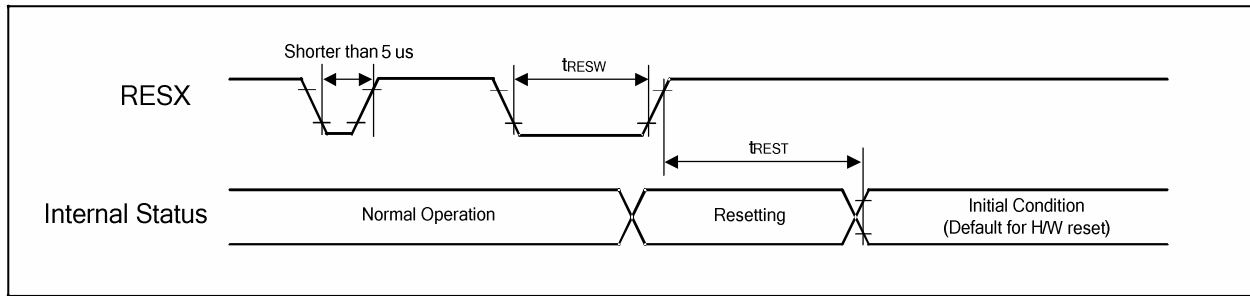 Shorter than 5 us
tRESW
RESX
tREST
Internal Status
Normal Operation
Resetting
Initial Condition
(Default for H/W reset)